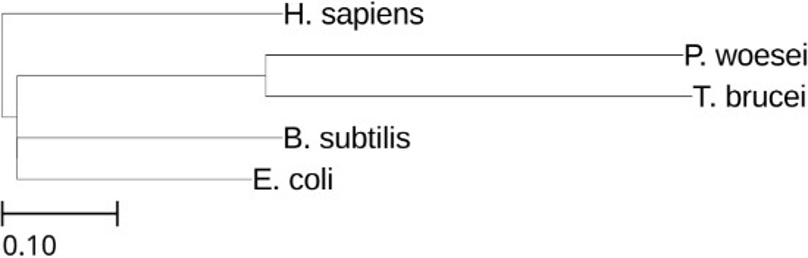 H. sapiens
P. woesei
T. brucei
B. subtilis
E. coli
0.10